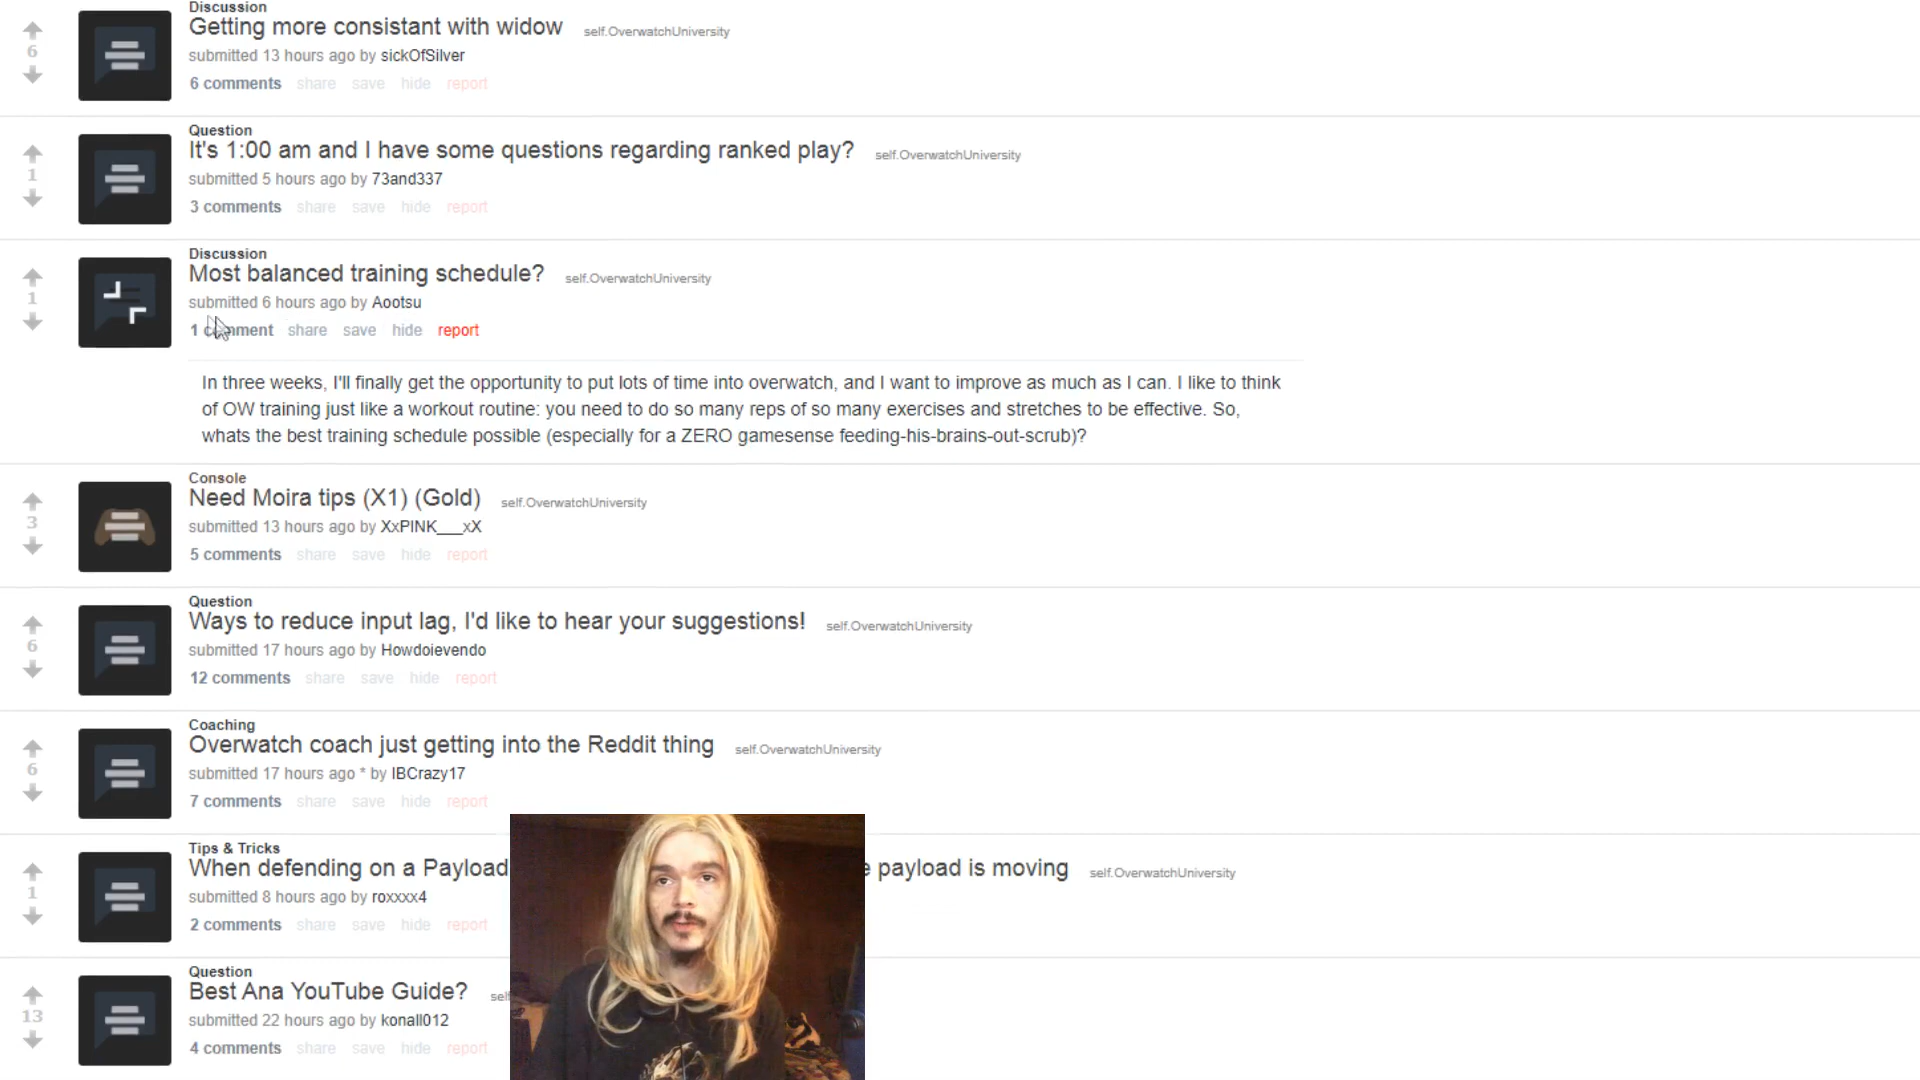 Discussion
Getting more consistant with widow self.OverwatchUniversity
6
submitted 13 hours ago by sickOfSilver
6 comments share save hide report
Question
It's 1:00 am and I have some questions regarding ranked play? self.OverwatchUniversity
1
submitted 5 hours ago by 73and337
3 comments share save hide report
Discussion
Most balanced training schedule? self.OverwatchUniversity
1
submitted 6 hours ago by Aootsu
1 comment share save hide report
In three weeks, I'll finally get the opportunity to put lots of time into overwatch, and I want to improve as much as I can. I like to think
of OW training just like a workout routine: you need to do so many reps of so many exercises and stretches to be effective. So,
whats the best training schedule possible (especially for a ZERO gamesense feeding-his-brains-out-scrub)?
Console
Need Moira tips (X1) (Gold) self.OverwatchUniversity
3
submitted 13 hours ago by XxPINK___xX
5 comments share save hide report
Question
Ways to reduce input lag, I'd like to hear your suggestions! self.OverwatchUniversity
6
submitted 17 hours ago by Howdoievendo
12 comments share save hide report
Coaching
Overwatch coach just getting into the Reddit thing self.OverwatchUniversity
6
submitted 17 hours ago * by IBCrazy17
7 comments share save hide report
Tips & Tricks
When defending on a Payload payload is moving self.OverwatchUniversity
1
submitted 8 hours ago by roxxxx4
2 comments share save hide report
Question
Best Ana YouTube Guide? self
13
submitted 22 hours ago by konall012
4 comments share save hide report